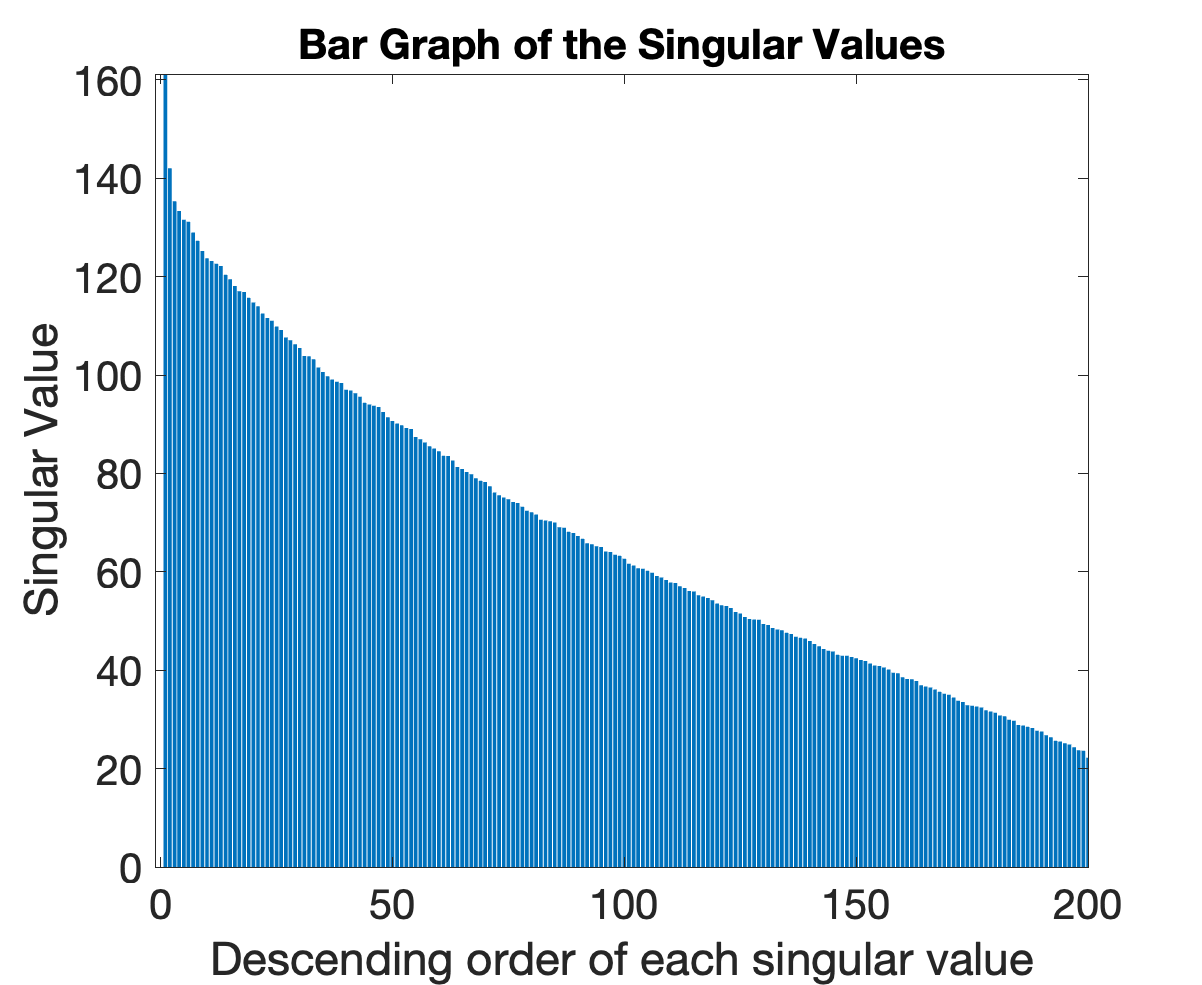 Bar Graph of the Singular Values
160
140
120
100
80
60
40
20
0
Singular Value
0 50 100 150 200
Descending order of each singular value